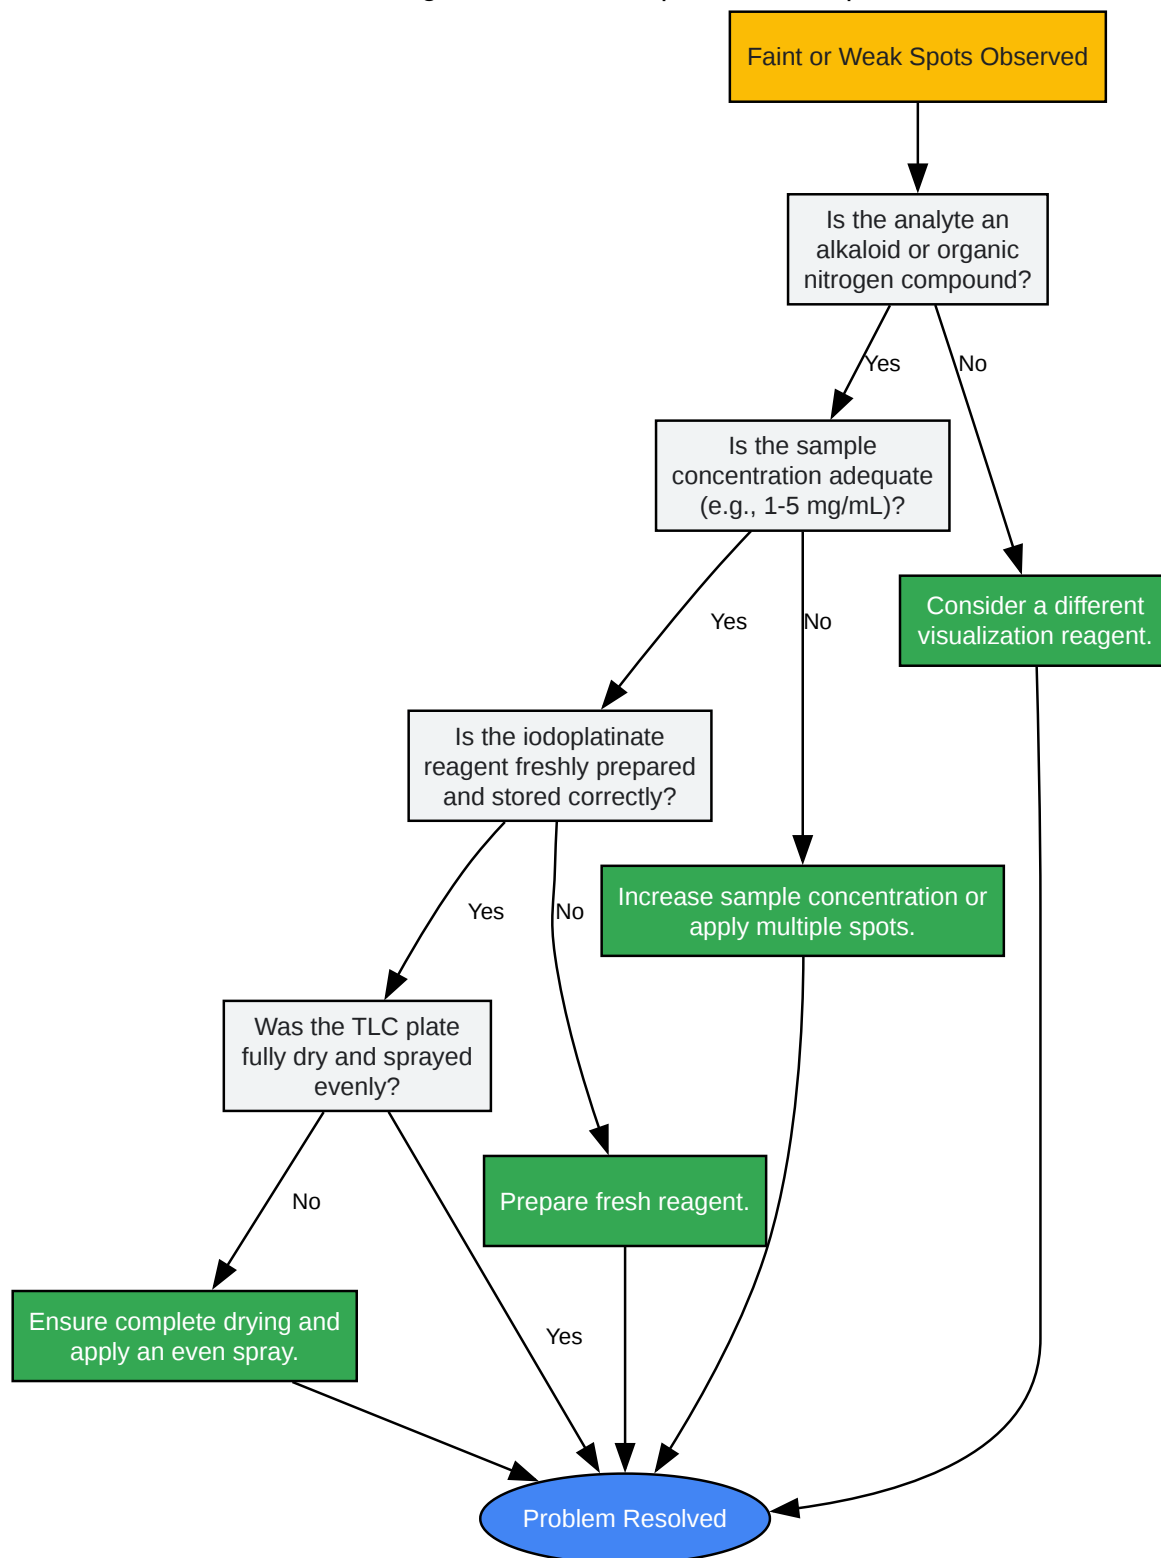 Faint or Weak Spots Observed
Is the analyte an
alkaloid or organic
nitrogen compound?
Yes
No
Is the sample
concentration adequate
(e.g., 1-5 mg/mL)?
Consider a different
visualization reagent.
Yes
No
Is the iodoplatinate
reagent freshly prepared
and stored correctly?
Increase sample concentration or
apply multiple spots.
Yes
No
Was the TLC plate
fully dry and sprayed
evenly?
Prepare fresh reagent.
No
Yes
Ensure complete drying and
apply an even spray.
Problem Resolved